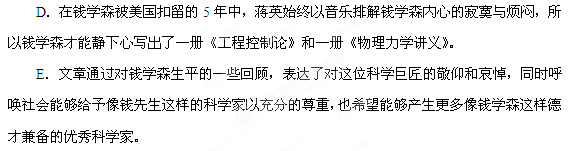 D．在钱学森被美国扣留的 5 年中，蒋英始终以音乐排解钱学森内心的寂寞与烦闷，所
以钱学森才能静下心写出了一册《工程控制论》和一册《物理力学讲义》。
E．文章通过对钱学森生平的一些回顾，表达了对这位科学巨匠的敬仰和哀悼，同时呼
唤社会能够给予像钱先生这样的科学家以充分的尊重，也希望能够产生更多像钱学森这样德
才兼备的优秀科学家。